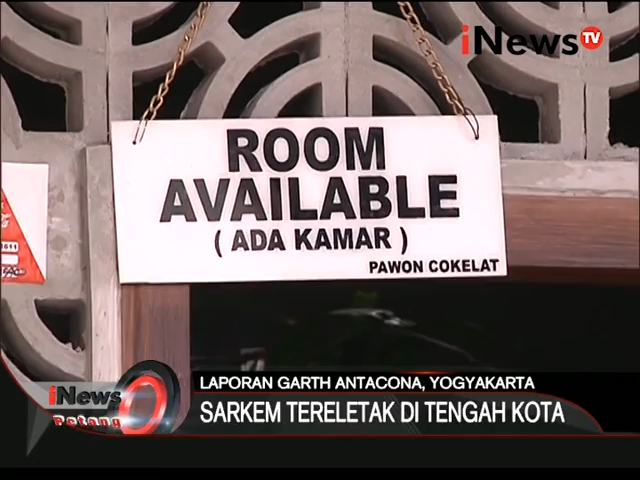 iNews TV
ROOM
AVAILABLE
( ADA KAMAR )
PAWON COKELAT
1611
LAPORAN GARTH ANTACONA, YOGYAKARTA
SARKEM TERELETAK DI TENGAH KOTA
iNews
Petang